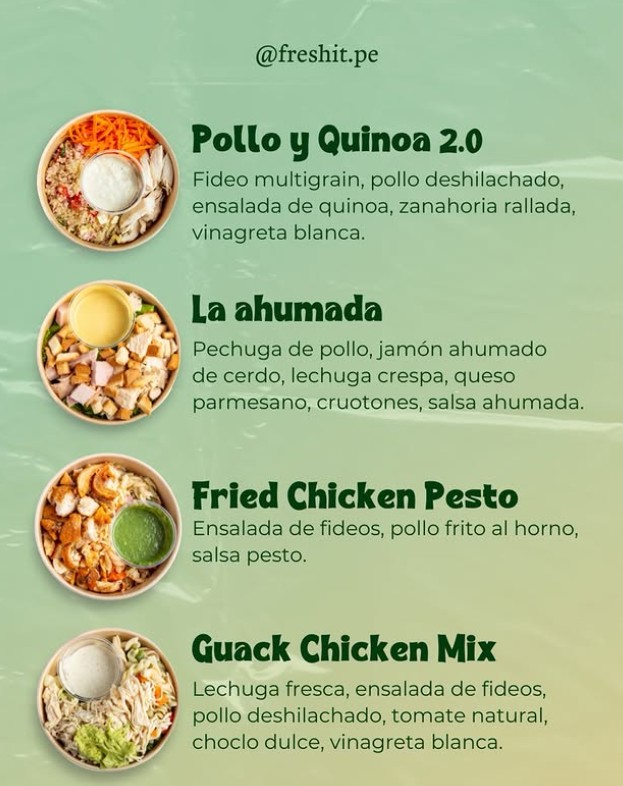 @freshit.pe
Pollo y Quinoa 2.0
Fideo multigrain, pollo deshilachado,
ensalada de quinoa, zanahoria rallada,
vinagreta blanca.
La ahumada
Pechuga de pollo, jamón ahumado
de cerdo, lechuga crespa, queso
parmesano, cruotones, salsa ahumada.
Fried Chicken Pesto
Ensalada de fideos, pollo frito al horno,
salsa pesto.
Guack Chicken Mix
Lechuga fresca, ensalada de fideos,
pollo deshilachado, tomate natural,
choclo dulce, vinagreta blanca.